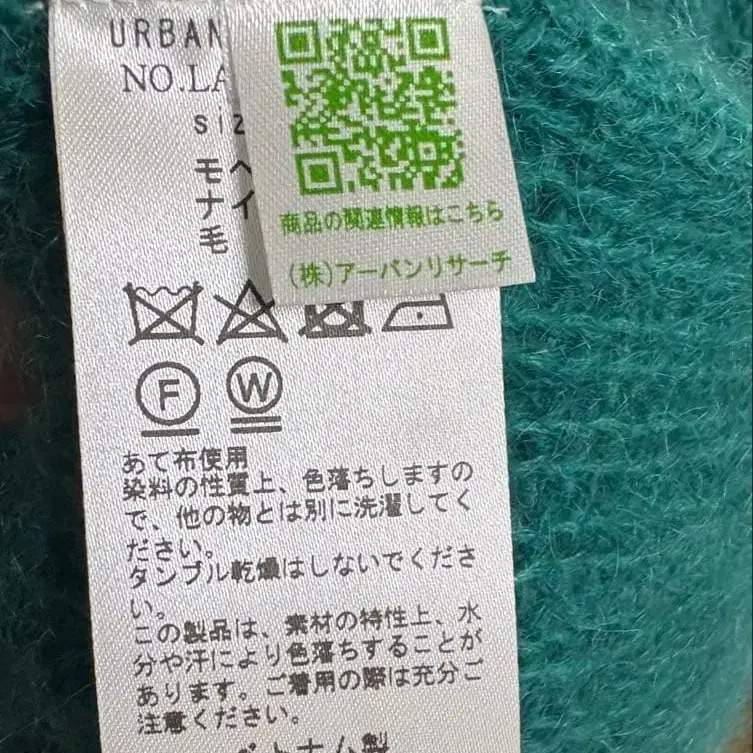 URBAN
NO.LA
siz
モヘ
ナイ
毛
商品の関連情報はこちら
(株)アーバンリサーチ
F
W
あて布使用
染料の性質上、色落ちしますの
で、他の物とは別に洗濯してく
ださい。
タンブル乾燥はしないでくださ
い。
この製品は、素材の特性上、水
分や汗により色落ちすることが
あります。ご着用の際は充分ご
注意ください。
ベトナム製